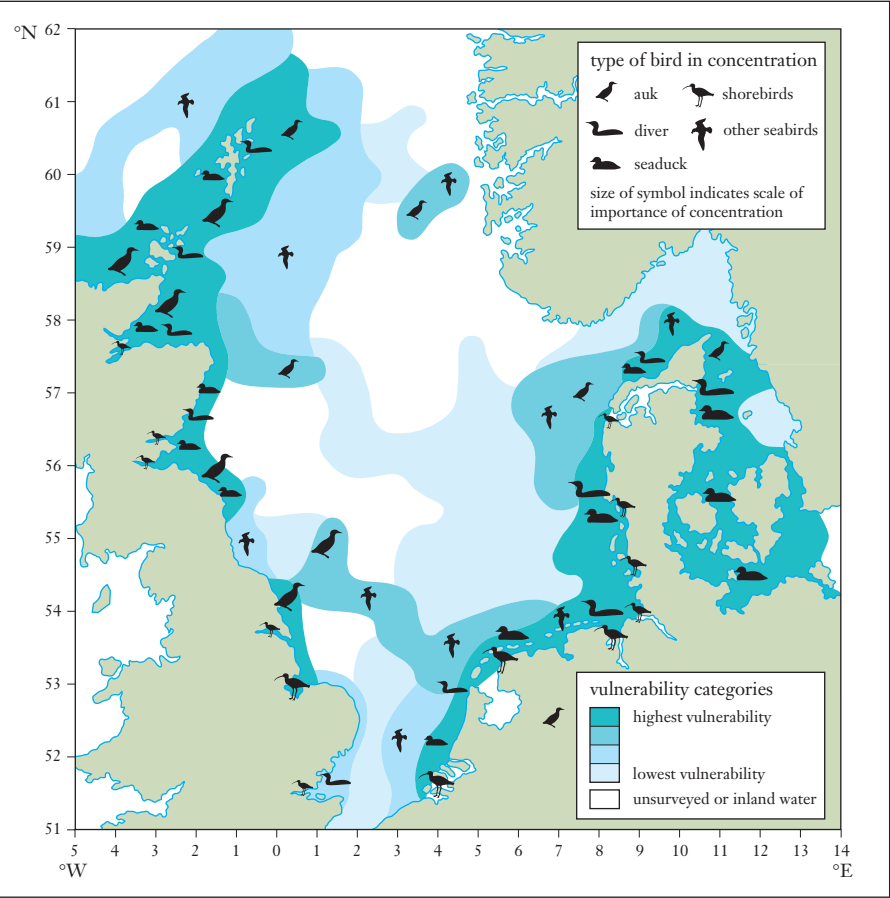 °N
62
61
60
59
58
57
56
55
54
53
52
51
type of bird in concentration
auk
shorebirds
diver
other seabirds
seaduck
size of symbol indicates scale of
importance of concentration
vulnerability categories
highest vulnerability
lowest vulnerability
unsurveyed or inland water
5 4 3 2 1 0 1 2 3 4 5 6 7 8 9 10 11 12 13 14
°W °E